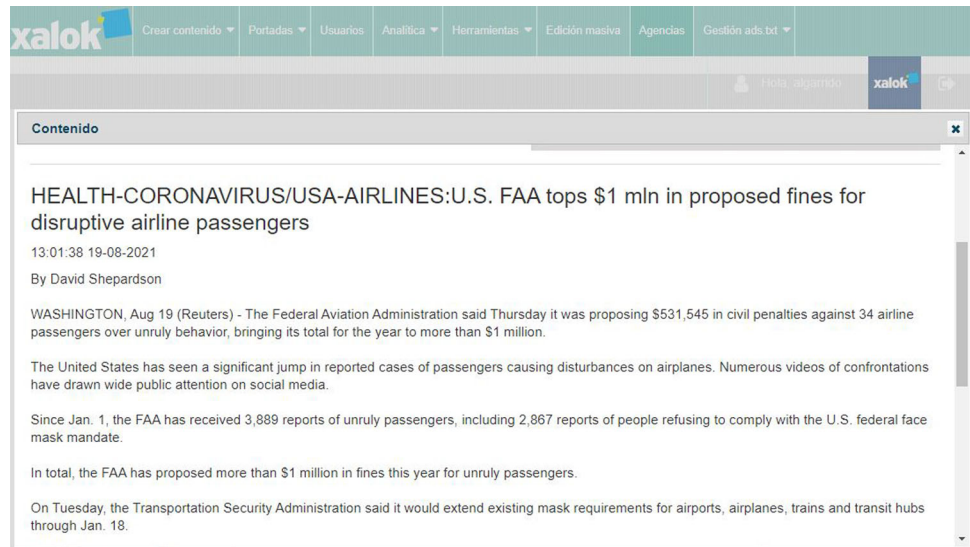 xalok
Crear contenido
Portadas
Usuarios
Analítica
Herramientas
Edición masiva
Agencias
Gestión ads.txt
Hola, algarrido
xalok
Contenido
HEALTH-CORONAVIRUS/USA-AIRLINES:U.S. FAA tops $1 mln in proposed fines for
disruptive airline passengers
13:01:38 19-08-2021
By David Shepardson
WASHINGTON, Aug 19 (Reuters) - The Federal Aviation Administration said Thursday it was proposing $531,545 in civil penalties against 34 airline
passengers over unruly behavior, bringing its total for the year to more than $1 million.
The United States has seen a significant jump in reported cases of passengers causing disturbances on airplanes. Numerous videos of confrontations
have drawn wide public attention on social media.
Since Jan. 1, the FAA has received 3,889 reports of unruly passengers, including 2,867 reports of people refusing to comply with the U.S. federal face
mask mandate.
In total, the FAA has proposed more than $1 million in fines this year for unruly passengers.
On Tuesday, the Transportation Security Administration said it would extend existing mask requirements for airports, airplanes, trains and transit hubs
through Jan. 18.